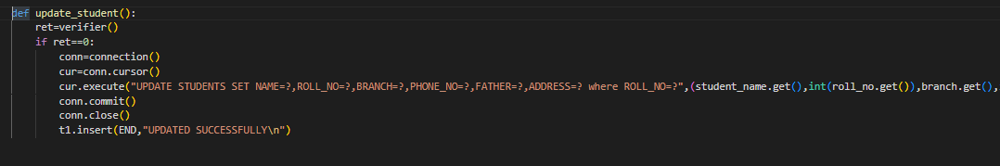 def update_student():
    ret=verifier()
    if ret==0:
        conn=connection()
        cur=conn.cursor()
        cur.execute("UPDATE STUDENTS SET NAME=?,ROLL_NO=?,BRANCH=?,PHONE_NO=?,FATHER=?,ADDRESS=? where ROLL_NO=?",(student_name.get(),int(roll_no.get()),branch.get(),
        conn.commit()
        conn.close()
        t1.insert(END,"UPDATED SUCCESSFULLY\n")